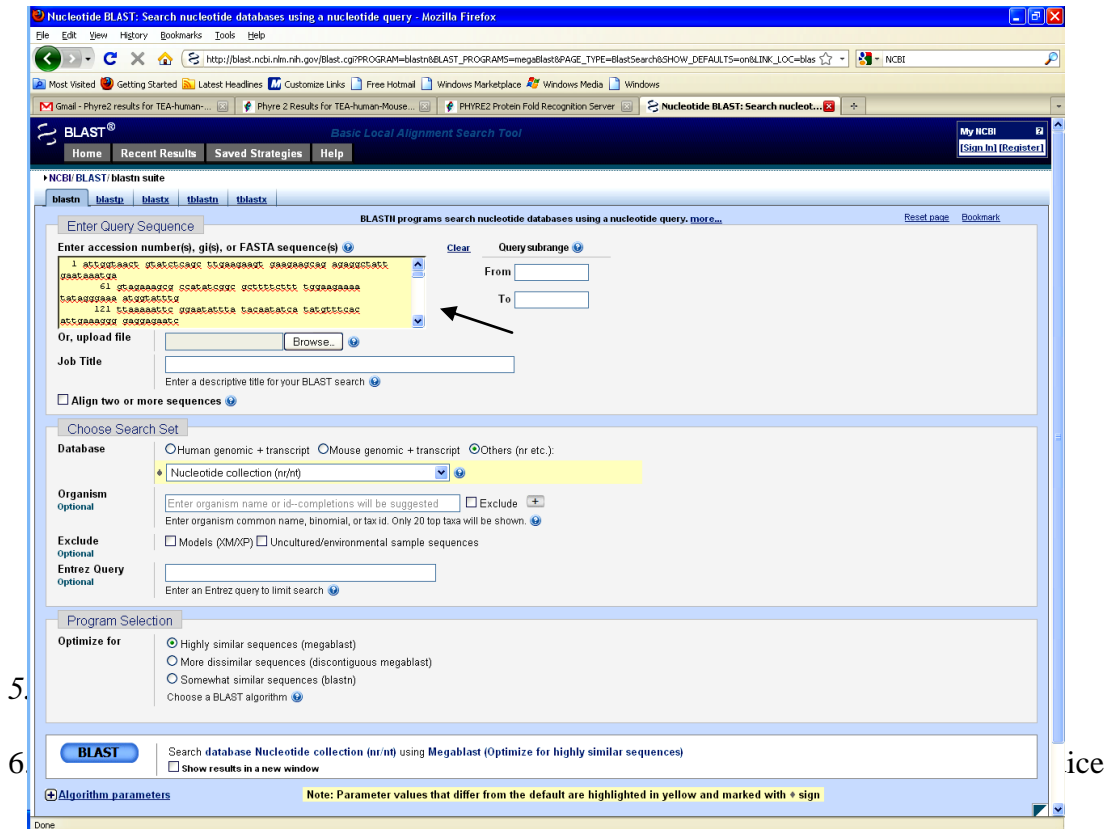 Nucleotide BLAST: Search nucleotide databases using a nucleotide query - Mozilla Firefox
File Edit View History Bookmarks Tools Help
http://blast.ncbi.nlm.nih.gov/Blast.cgi?PROGRAM=blastn&BLAST_PROGRAMS=megaBlast&PAGE_TYPE=BlastSearch&SHOW_DEFAULTS=on&LINK_LOC=blas NCBI
Most Visited Getting Started Latest Headlines Customize Links Free Hotmail Windows Marketplace Windows Media Windows
Gmail - Phyre2 results for TEA-human-... Phyre 2 Results for TEA-human-Mouse... PHYRE2 Protein Fold Recognition Server Nucleotide BLAST: Search nucleot...
BLAST® Basic Local Alignment Search Tool My NCBI
Home Recent Results Saved Strategies Help [Sign In] [Register]
NCBI/ BLAST/ blastn suite
blastn blastp blastx tblastn tblastx
Enter Query Sequence BLASTN programs search nucleotide databases using a nucleotide query. more... Reset page Bookmark
Enter accession number(s), gi(s), or FASTA sequence(s) Clear Query subrange
1 attggtaact gtatctcagc ttgaagaagt gaagaagcag agaggctatt
gaataaatga
From
61 gtagaaagcg ccatatcggc gcttttcttt tggaagaaaa
tatagggaaa atggtatttg
To
121 ttaaaaattc ggaatattta tacaatatca tatgtttcac
attgaaaggg gaggagaatc
Or, upload file Browse..
Job Title
Enter a descriptive title for your BLAST search
Align two or more sequences
Choose Search Set
Database Human genomic + transcript Mouse genomic + transcript Others (nr etc.):
Nucleotide collection (nr/nt)
Organism
Optional
Enter organism name or id--completions will be suggested Exclude +
Enter organism common name, binomial, or tax id. Only 20 top taxa will be shown.
Exclude
Optional
Models (XM/XP) Uncultured/environmental sample sequences
Entrez Query
Optional
Enter an Entrez query to limit search
Program Selection
Optimize for Highly similar sequences (megablast)
More dissimilar sequences (discontiguous megablast)
Somewhat similar sequences (blastn)
5.
Choose a BLAST algorithm
BLAST Search database Nucleotide collection (nr/nt) using Megablast (Optimize for highly similar sequences)
6 ice
Show results in a new window
Algorithm parameters Note: Parameter values that differ from the default are highlighted in yellow and marked with ♦ sign
Done